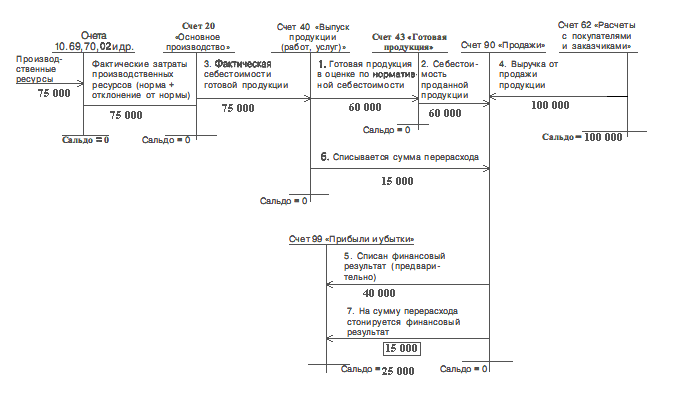 Счета
10.69,70,02и др.
Счет 20
«Основное
производство»
Счет 40 «Выпуск
продукции
(работ, услуг)»
Счет 43 «Готовая
продукция»
Счет 90 «Продажи»
Счет 62 «Расчеты
с покупателями
и заказчиками»
Производ-
ственные
ресурсы
75 000
Фактические затраты
производственных
ресурсов (норма +
отклонение от нормы)
75 000
3. Фактическая
себестоимости
готовой продукции
75 000
1. Готовая продукция
в оценке по норматив-
ной себестоимости
60 000
2. Себестои-
мость
проданной
продукции
60 000
4. Выручка от
продажи
продукции
100 000
Сальдо = 0
Сальдо = 0
Сальдо = 0
Сальдо = 100 000
6. Списывается сумма перерасхода
15 000
Сальдо = 0
Счет 99 «Прибыли и убытки»
5. Списан финансовый
результат (предвари-
тельно)
40 000
7. На сумму перерасхода
стонируется финансовый
результат
15 000
Сальдо = 25 000
Сальдо = 0